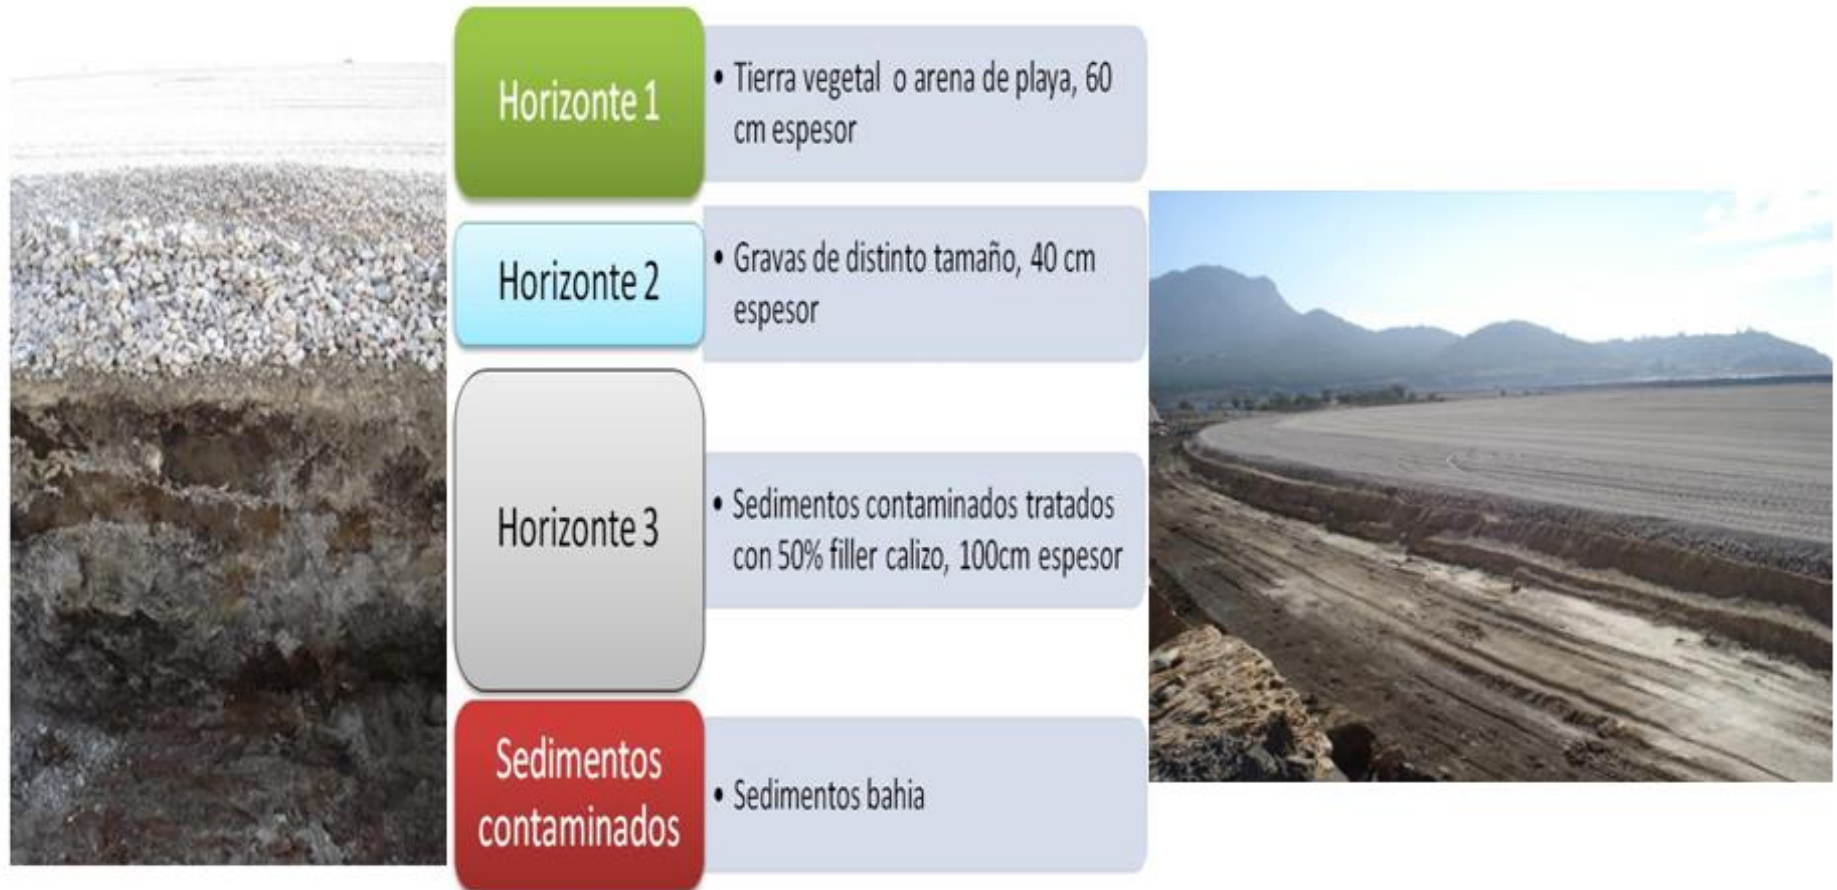 Horizonte 1
• Tierra vegetal o arena de playa, 60
cm espesor
Horizonte 2
• Gravas de distinto tamaño, 40 cm
espesor
Horizonte 3
• Sedimentos contaminados tratados
con 50% filler calizo, 100cm espesor
Sedimentos
contaminados
• Sedimentos bahia